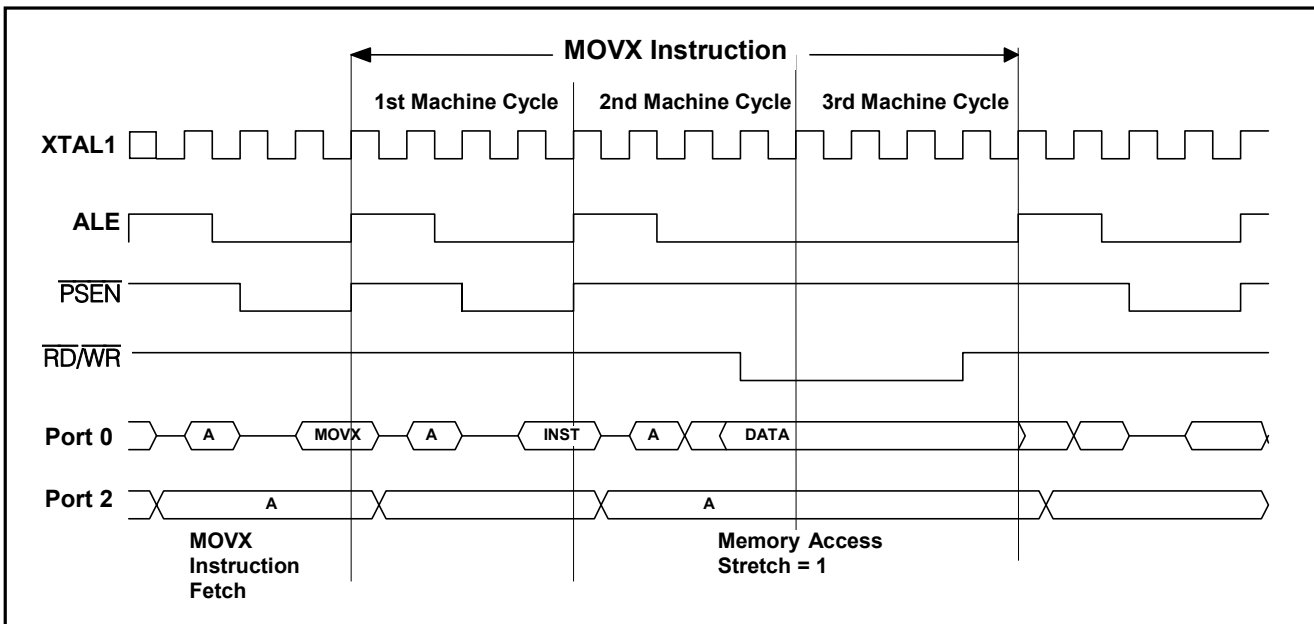 MOVX Instruction
1st Machine Cycle
2nd Machine Cycle
3rd Machine Cycle
XTAL1
ALE
PSEN
RD/WR
Port 0
A
MOVX
A
INST
A
DATA
Port 2
A
A
MOVX
Instruction
Fetch
Memory Access
Stretch = 1